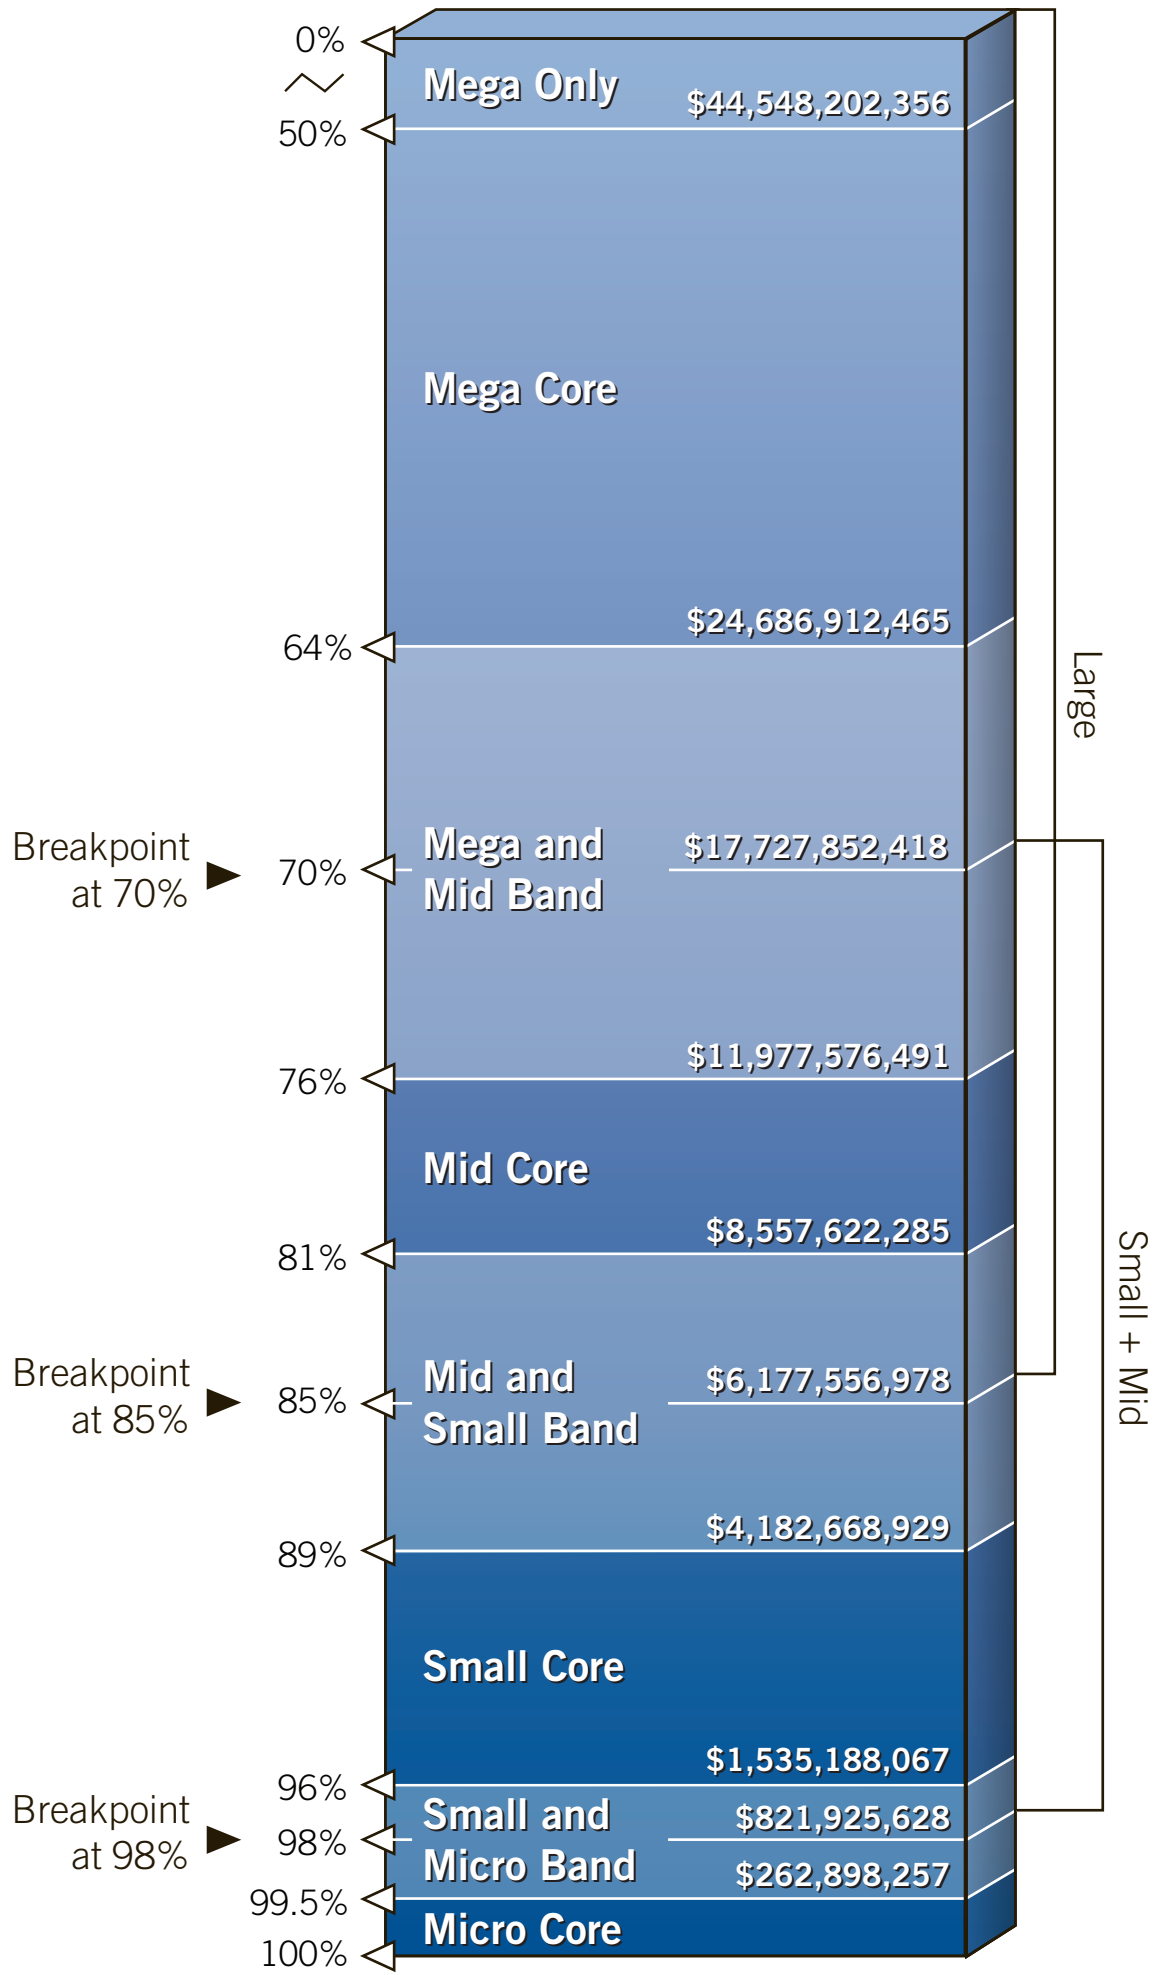 0%
Mega Only
$44,548,202,356
50%
Mega Core
$24,686,912,465
64%
Large
Breakpoint
at 70%
70%
Mega and
Mid Band
$17,727,852,418
$11,977,576,491
76%
Mid Core
$8,557,622,285
81%
Small + Mid
Breakpoint
at 85%
85%
Mid and
Small Band
$6,177,556,978
$4,182,668,929
89%
Small Core
$1,535,188,067
96%
Breakpoint
at 98%
98%
Small and
Micro Band
$821,925,628
$262,898,257
99.5%
Micro Core
100%